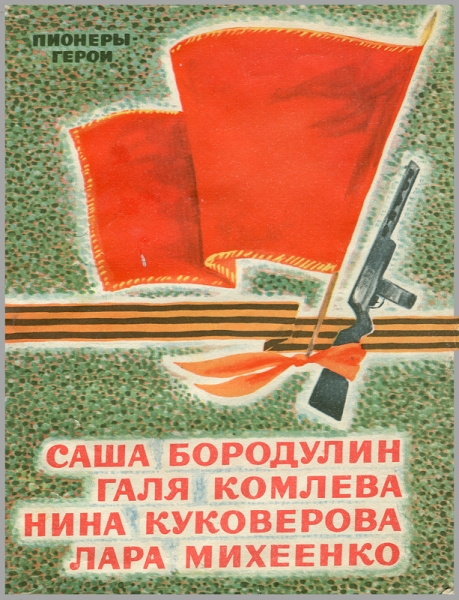 ПИОНЕРЫ
ГЕРОИ
САША БОРОДУЛИН
ГАЛЯ КОМЛЕВА
НИНА КУКОВЕРОВА
ЛАРА МИХЕЕНКО